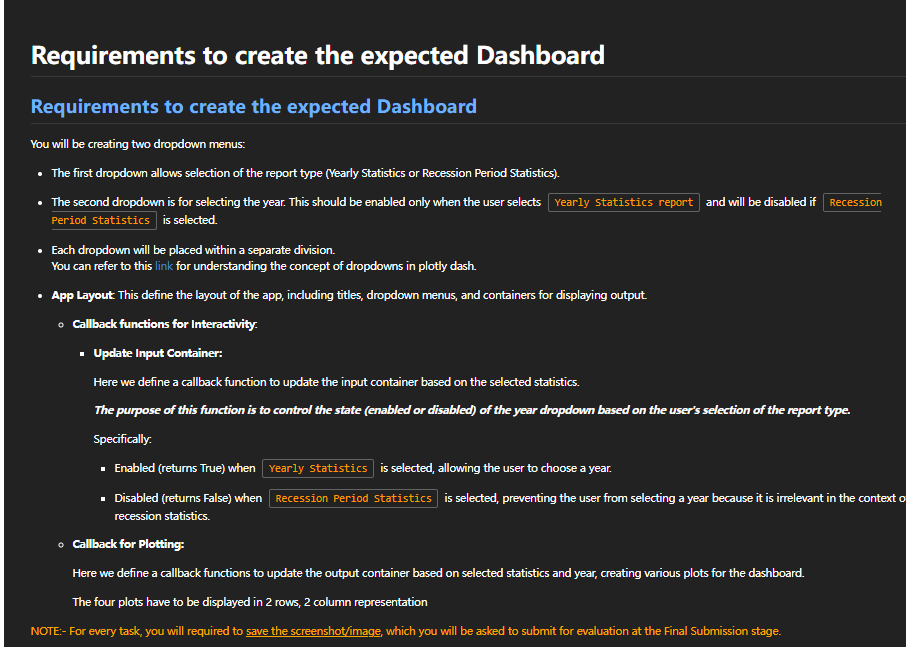 Requirements to create the expected Dashboard
Requirements to create the expected Dashboard
You will be creating two dropdown menus:
The first dropdown allows selection of the report type (Yearly Statistics or Recession Period Statistics).
The second dropdown is for selecting the year. This should be enabled only when the user selects Yearly Statistics report and will be disabled if Recession
Period Statistics is selected.
Each dropdown will be placed within a separate division.
You can refer to this link for understanding the concept of dropdowns in plotly dash.
App Layout: This define the layout of the app, including titles, dropdown menus, and containers for displaying output.
Callback functions for Interactivity:
Update Input Container:
Here we define a callback function to update the input container based on the selected statistics.
The purpose of this function is to control the state (enabled or disabled) of the year dropdown based on the user's selection of the report type.
Specifically:
Enabled (returns True) when Yearly Statistics is selected, allowing the user to choose a year.
Disabled (returns False) when Recession Period Statistics is selected, preventing the user from selecting a year because it is irrelevant in the context o
recession statistics.
Callback for Plotting:
Here we define a callback functions to update the output container based on selected statistics and year, creating various plots for the dashboard.
The four plots have to be displayed in 2 rows, 2 column representation
NOTE:- For every task, you will required to save the screenshot/image, which you will be asked to submit for evaluation at the Final Submission stage.